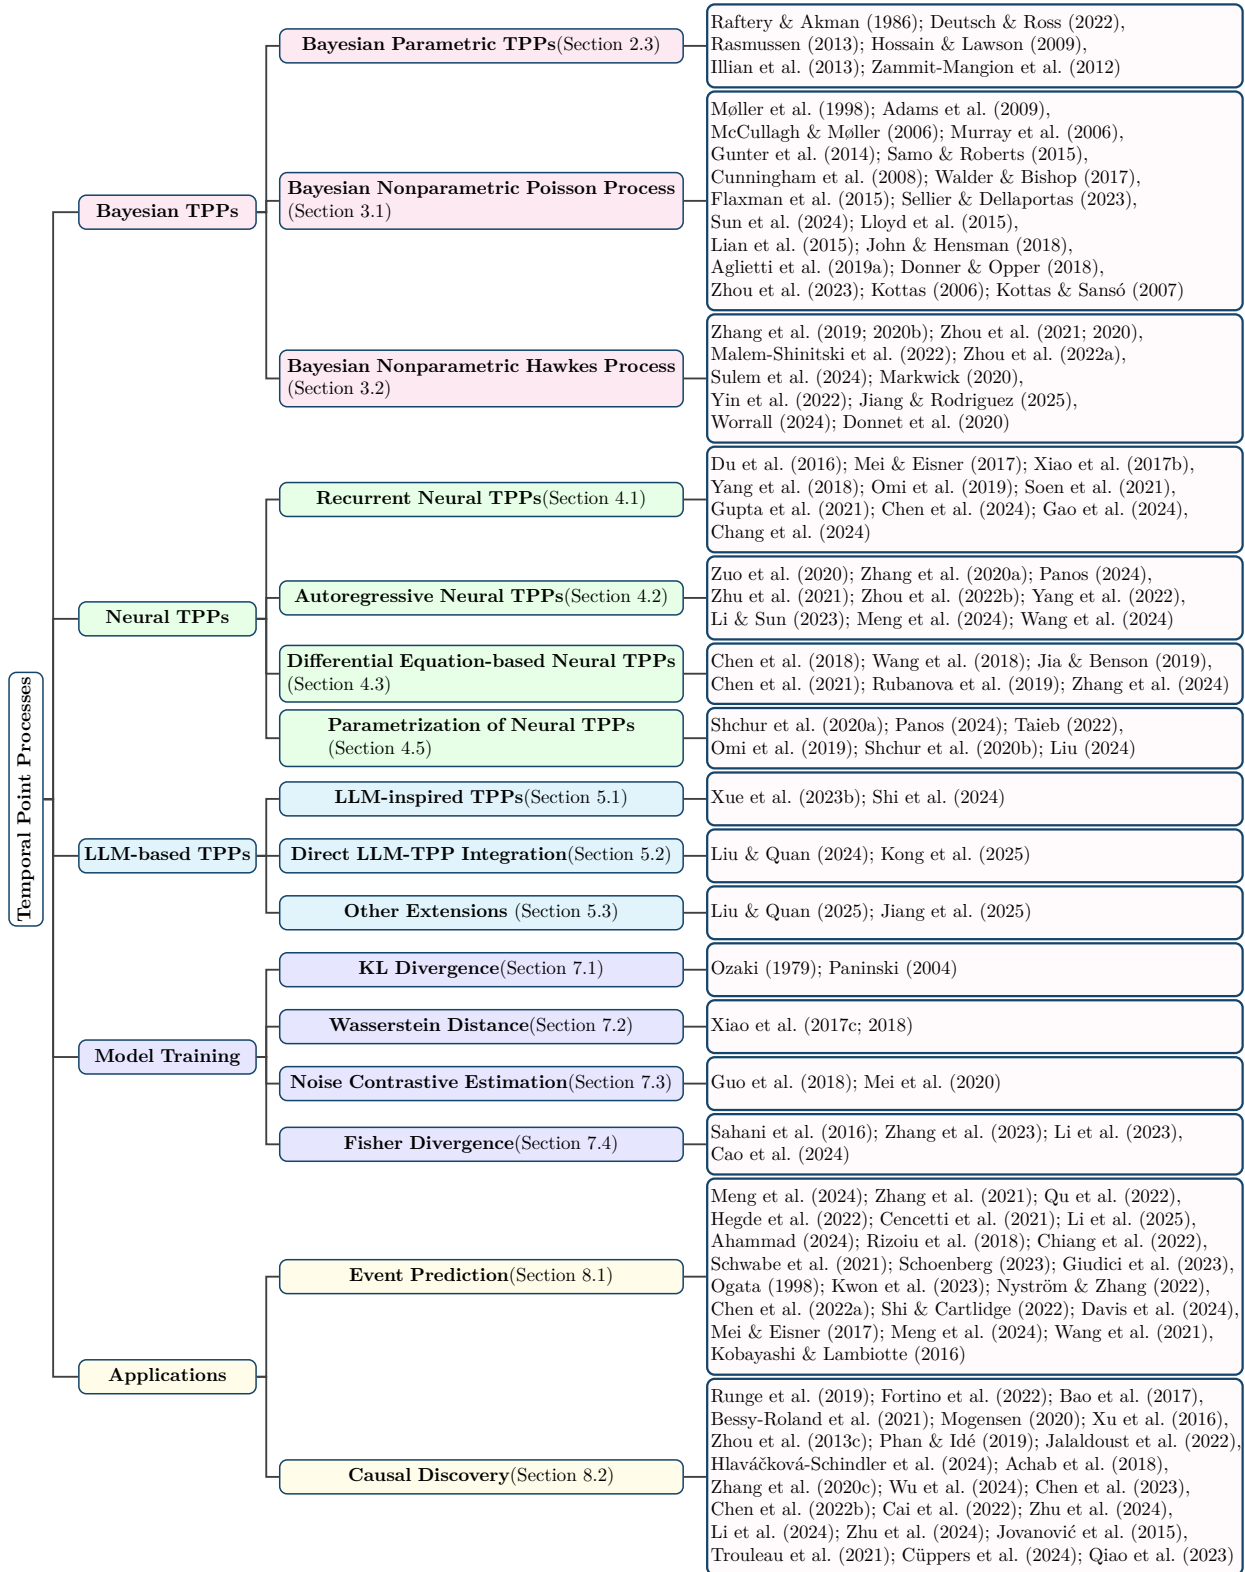 Temporal Point Processes
Bayesian TPPs
Bayesian Parametric TPPs(Section 2.3)
Raftery & Akman (1986); Deutsch & Ross (2022),
Rasmussen (2013); Hossain & Lawson (2009),
Illian et al. (2013); Zammit-Mangion et al. (2012)
Bayesian Nonparametric Poisson Process
(Section 3.1)
Møller et al. (1998); Adams et al. (2009),
McCullagh & Møller (2006); Murray et al. (2006),
Gunter et al. (2014); Samo & Roberts (2015),
Cunningham et al. (2008); Walder & Bishop (2017),
Flaxman et al. (2015); Sellier & Dellaportas (2023),
Sun et al. (2024); Lloyd et al. (2015),
Lian et al. (2015); John & Hensman (2018),
Aglietti et al. (2019a); Donner & Opper (2018),
Zhou et al. (2023); Kottas (2006); Kottas & Sansó (2007)
Bayesian Nonparametric Hawkes Process
(Section 3.2)
Zhang et al. (2019; 2020b); Zhou et al. (2021; 2020),
Malem-Shinitski et al. (2022); Zhou et al. (2022a),
Sulem et al. (2024); Markwick (2020),
Yin et al. (2022); Jiang & Rodriguez (2025),
Worrall (2024); Donnet et al. (2020)
Neural TPPs
Recurrent Neural TPPs(Section 4.1)
Du et al. (2016); Mei & Eisner (2017); Xiao et al. (2017b),
Yang et al. (2018); Omi et al. (2019); Soen et al. (2021),
Gupta et al. (2021); Chen et al. (2024); Gao et al. (2024),
Chang et al. (2024)
Autoregressive Neural TPPs(Section 4.2)
Zuo et al. (2020); Zhang et al. (2020a); Panos (2024),
Zhu et al. (2021); Zhou et al. (2022b); Yang et al. (2022),
Li & Sun (2023); Meng et al. (2024); Wang et al. (2024)
Differential Equation-based Neural TPPs
(Section 4.3)
Chen et al. (2018); Wang et al. (2018); Jia & Benson (2019),
Chen et al. (2021); Rubanova et al. (2019); Zhang et al. (2024)
Parametrization of Neural TPPs
(Section 4.5)
Shchur et al. (2020a); Panos (2024); Taieb (2022),
Omi et al. (2019); Shchur et al. (2020b); Liu (2024)
LLM-based TPPs
LLM-inspired TPPs(Section 5.1)
Xue et al. (2023b); Shi et al. (2024)
Direct LLM-TPP Integration(Section 5.2)
Liu & Quan (2024); Kong et al. (2025)
Other Extensions (Section 5.3)
Liu & Quan (2025); Jiang et al. (2025)
Model Training
KL Divergence(Section 7.1)
Ozaki (1979); Paninski (2004)
Wasserstein Distance(Section 7.2)
Xiao et al. (2017c; 2018)
Noise Contrastive Estimation(Section 7.3)
Guo et al. (2018); Mei et al. (2020)
Fisher Divergence(Section 7.4)
Sahani et al. (2016); Zhang et al. (2023); Li et al. (2023),
Cao et al. (2024)
Applications
Event Prediction(Section 8.1)
Meng et al. (2024); Zhang et al. (2021); Qu et al. (2022),
Hegde et al. (2022); Cencetti et al. (2021); Li et al. (2025),
Ahammad (2024); Rizoiu et al. (2018); Chiang et al. (2022),
Schwabe et al. (2021); Schoenberg (2023); Giudici et al. (2023),
Ogata (1998); Kwon et al. (2023); Nyström & Zhang (2022),
Chen et al. (2022a); Shi & Cartlidge (2022); Davis et al. (2024),
Mei & Eisner (2017); Meng et al. (2024); Wang et al. (2021),
Kobayashi & Lambiotte (2016)
Causal Discovery(Section 8.2)
Runge et al. (2019); Fortino et al. (2022); Bao et al. (2017),
Bessy-Roland et al. (2021); Mogensen (2020); Xu et al. (2016),
Zhou et al. (2013c); Phan & Idé (2019); Jalaldoust et al. (2022),
Hlaváčková-Schindler et al. (2024); Achab et al. (2018),
Zhang et al. (2020c); Wu et al. (2024); Chen et al. (2023),
Chen et al. (2022b); Cai et al. (2022); Zhu et al. (2024),
Li et al. (2024); Zhu et al. (2024); Jovanović et al. (2015),
Trouleau et al. (2021); Cüppers et al. (2024); Qiao et al. (2023)